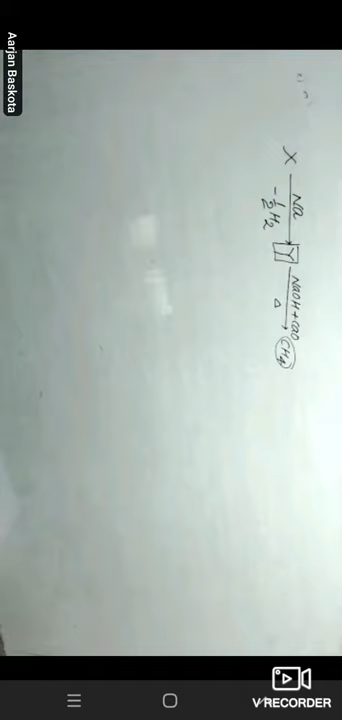 Aarjan Baskota
X —Na→ Y —NaOH + CaO→ CH4
-½H2 Δ
V RECORDER